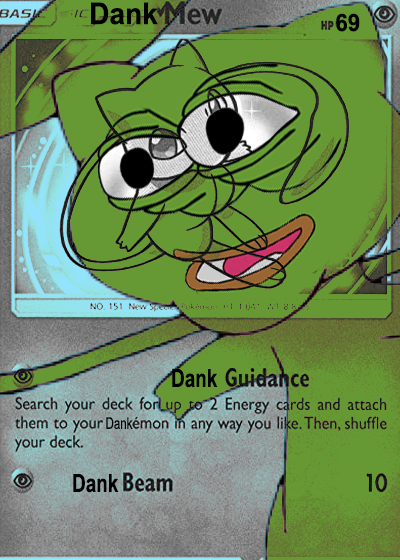 BASIC Dank Mew HP 69
NO. 151 New Species Pokémon HT 1'04" WT 8.8
Dank Guidance
Search your deck for up to 2 Energy cards and attach
them to your Dankémon in any way you like. Then, shuffle
your deck.
Dank Beam 10